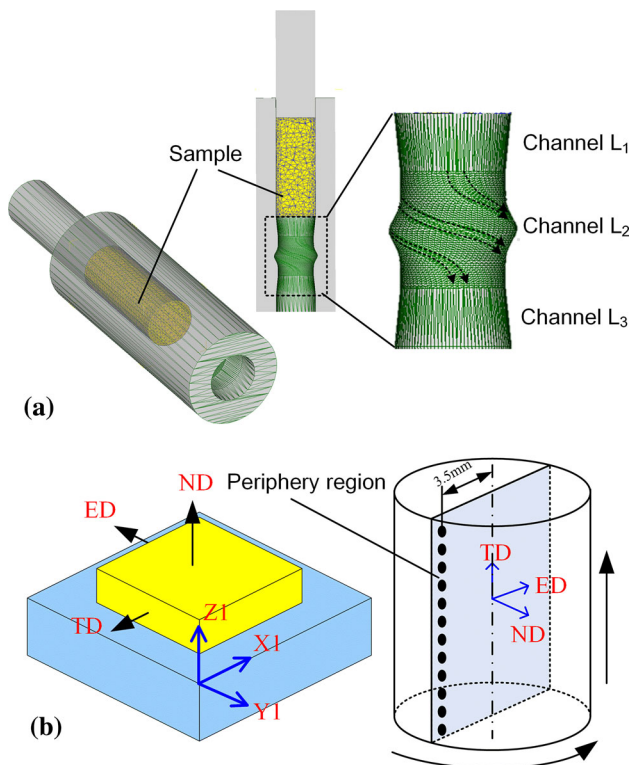 Sample
Channel L₁
Channel L₂
Channel L₃
(a)
3.5mm
Periphery region
ND
ED
TD
Z1
X1
Y1
TD
ED
ND
(b)